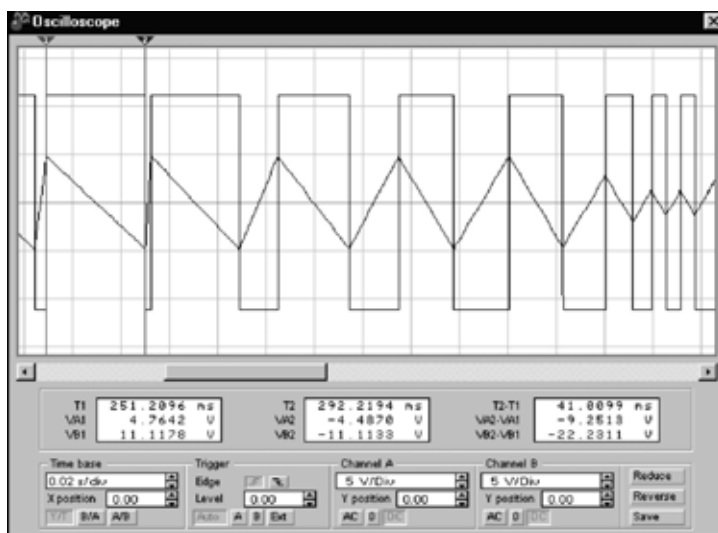 Oscilloscope
T1 251.2096 ms T2 292.2194 ms T2-T1 41.0099 ms
VA1 4.7642 V VA2 -4.4870 V VA2-VA1 -9.2513 V
VB1 11.1178 V VB2 -11.1133 V VB2-VB1 -22.2311 V
Time base Trigger Channel A Channel B
0.02 s/div Edge 5 V/Div 5 V/Div Reduce
X position 0.00 Level 0.00 Y position 0.00 Y position 0.00 Reverse
Y/T B/A A/B Auto A B Ext AC 0 DC AC 0 DC Save